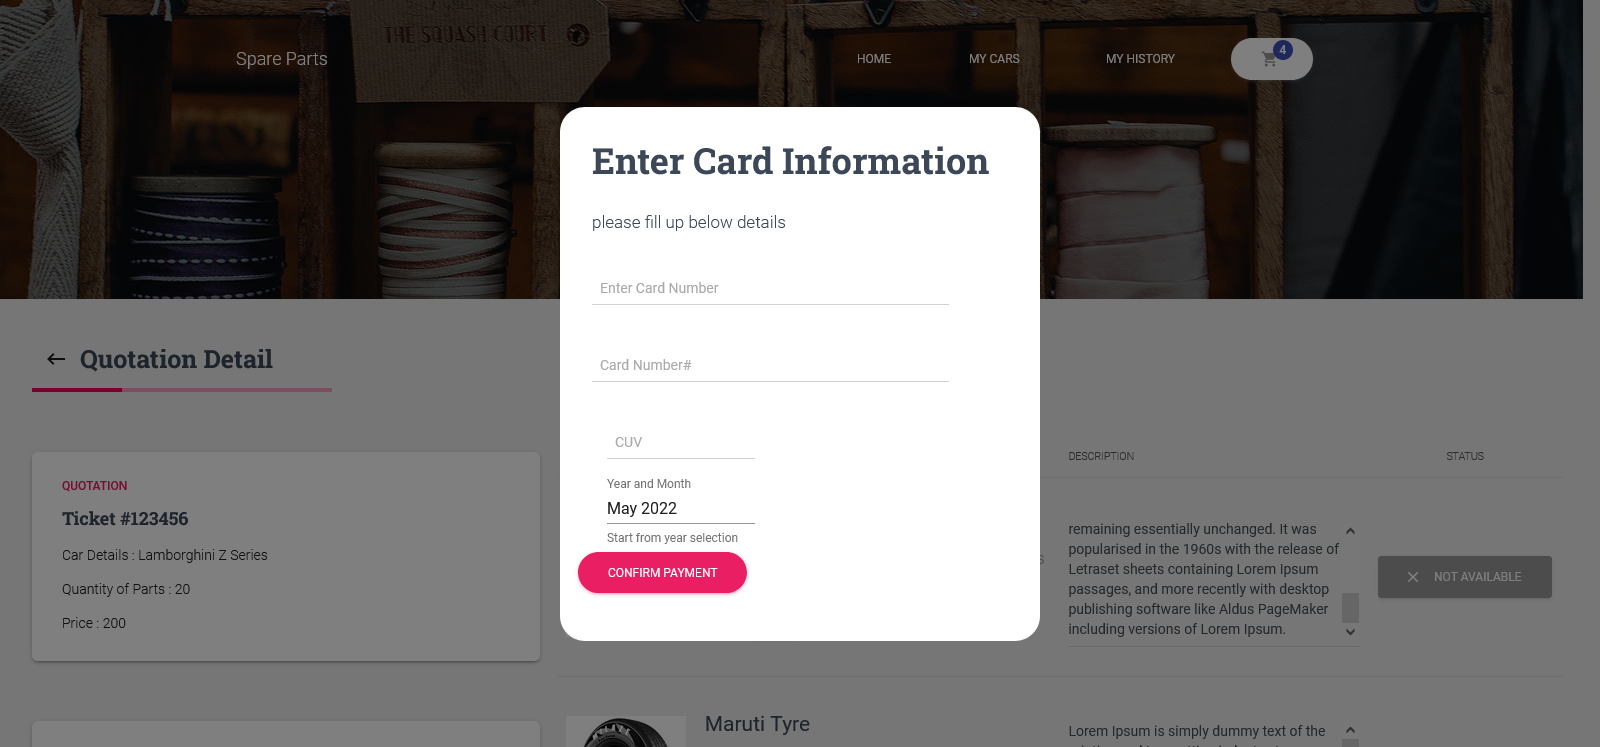 THE SQUASH COURT
Spare Parts
HOME
MY CARS
MY HISTORY
4
Enter Card Information
please fill up below details
Enter Card Number
Card Number#
CUV
Year and Month
May 2022
Start from year selection
CONFIRM PAYMENT
Quotation Detail
QUOTATION
Ticket #123456
Car Details : Lamborghini Z Series
Quantity of Parts : 20
Price : 200
DESCRIPTION
STATUS
remaining essentially unchanged. It was
popularised in the 1960s with the release of
Letraset sheets containing Lorem Ipsum
passages, and more recently with desktop
publishing software like Aldus PageMaker
including versions of Lorem Ipsum.
NOT AVAILABLE
Maruti Tyre
Lorem Ipsum is simply dummy text of the